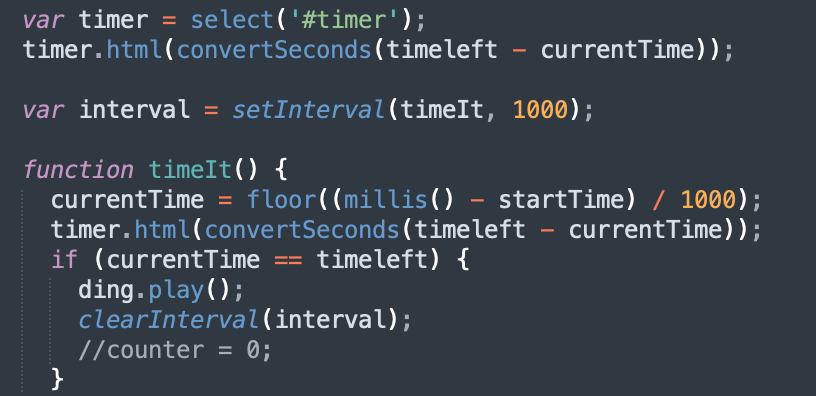 var timer = select('#timer');
timer.html(convertSeconds(timeleft - currentTime));
var interval = setInterval(timeIt, 1000);
function timeIt() {
currentTime = floor((millis() - startTime) / 1000);
timer.html(convertSeconds(timeleft - currentTime));
if (currentTime == timeleft) {
ding.play();
clearInterval(interval);
//counter = 0;
}